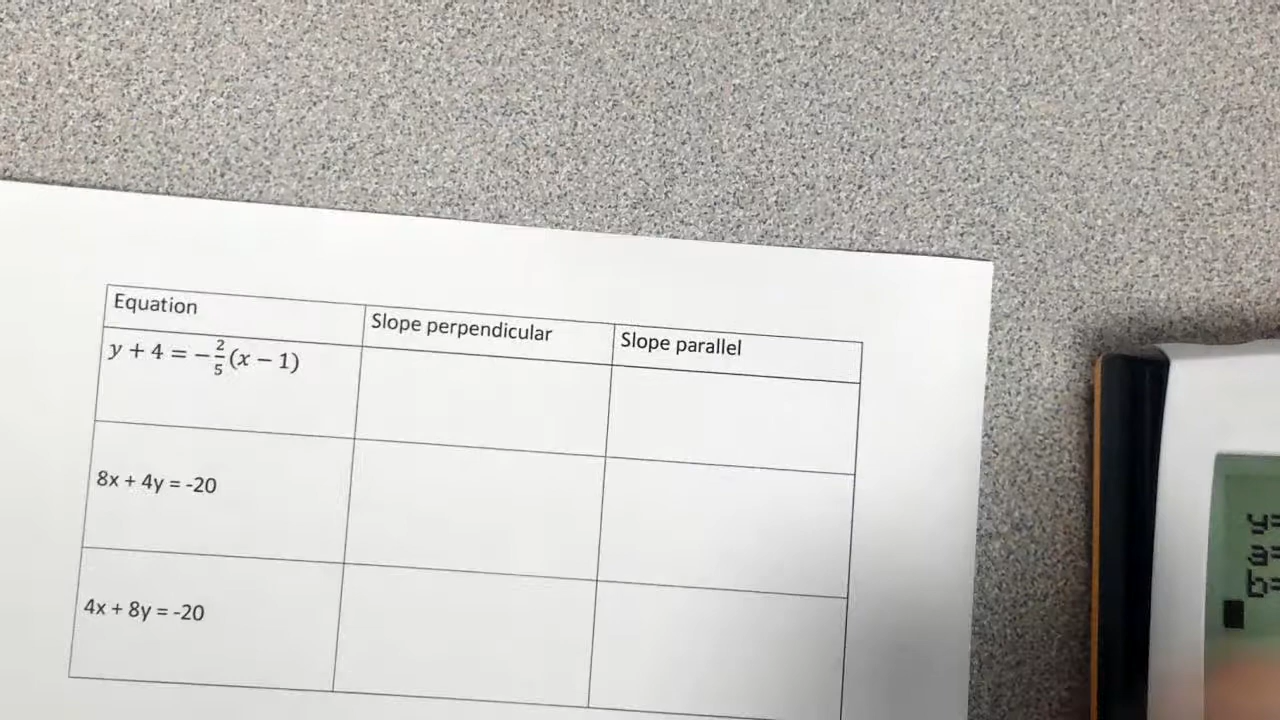 Equation Slope perpendicular Slope parallel
y + 4 = −2/5(x − 1)
8x + 4y = -20
4x + 8y = -20
y=
a=
b=